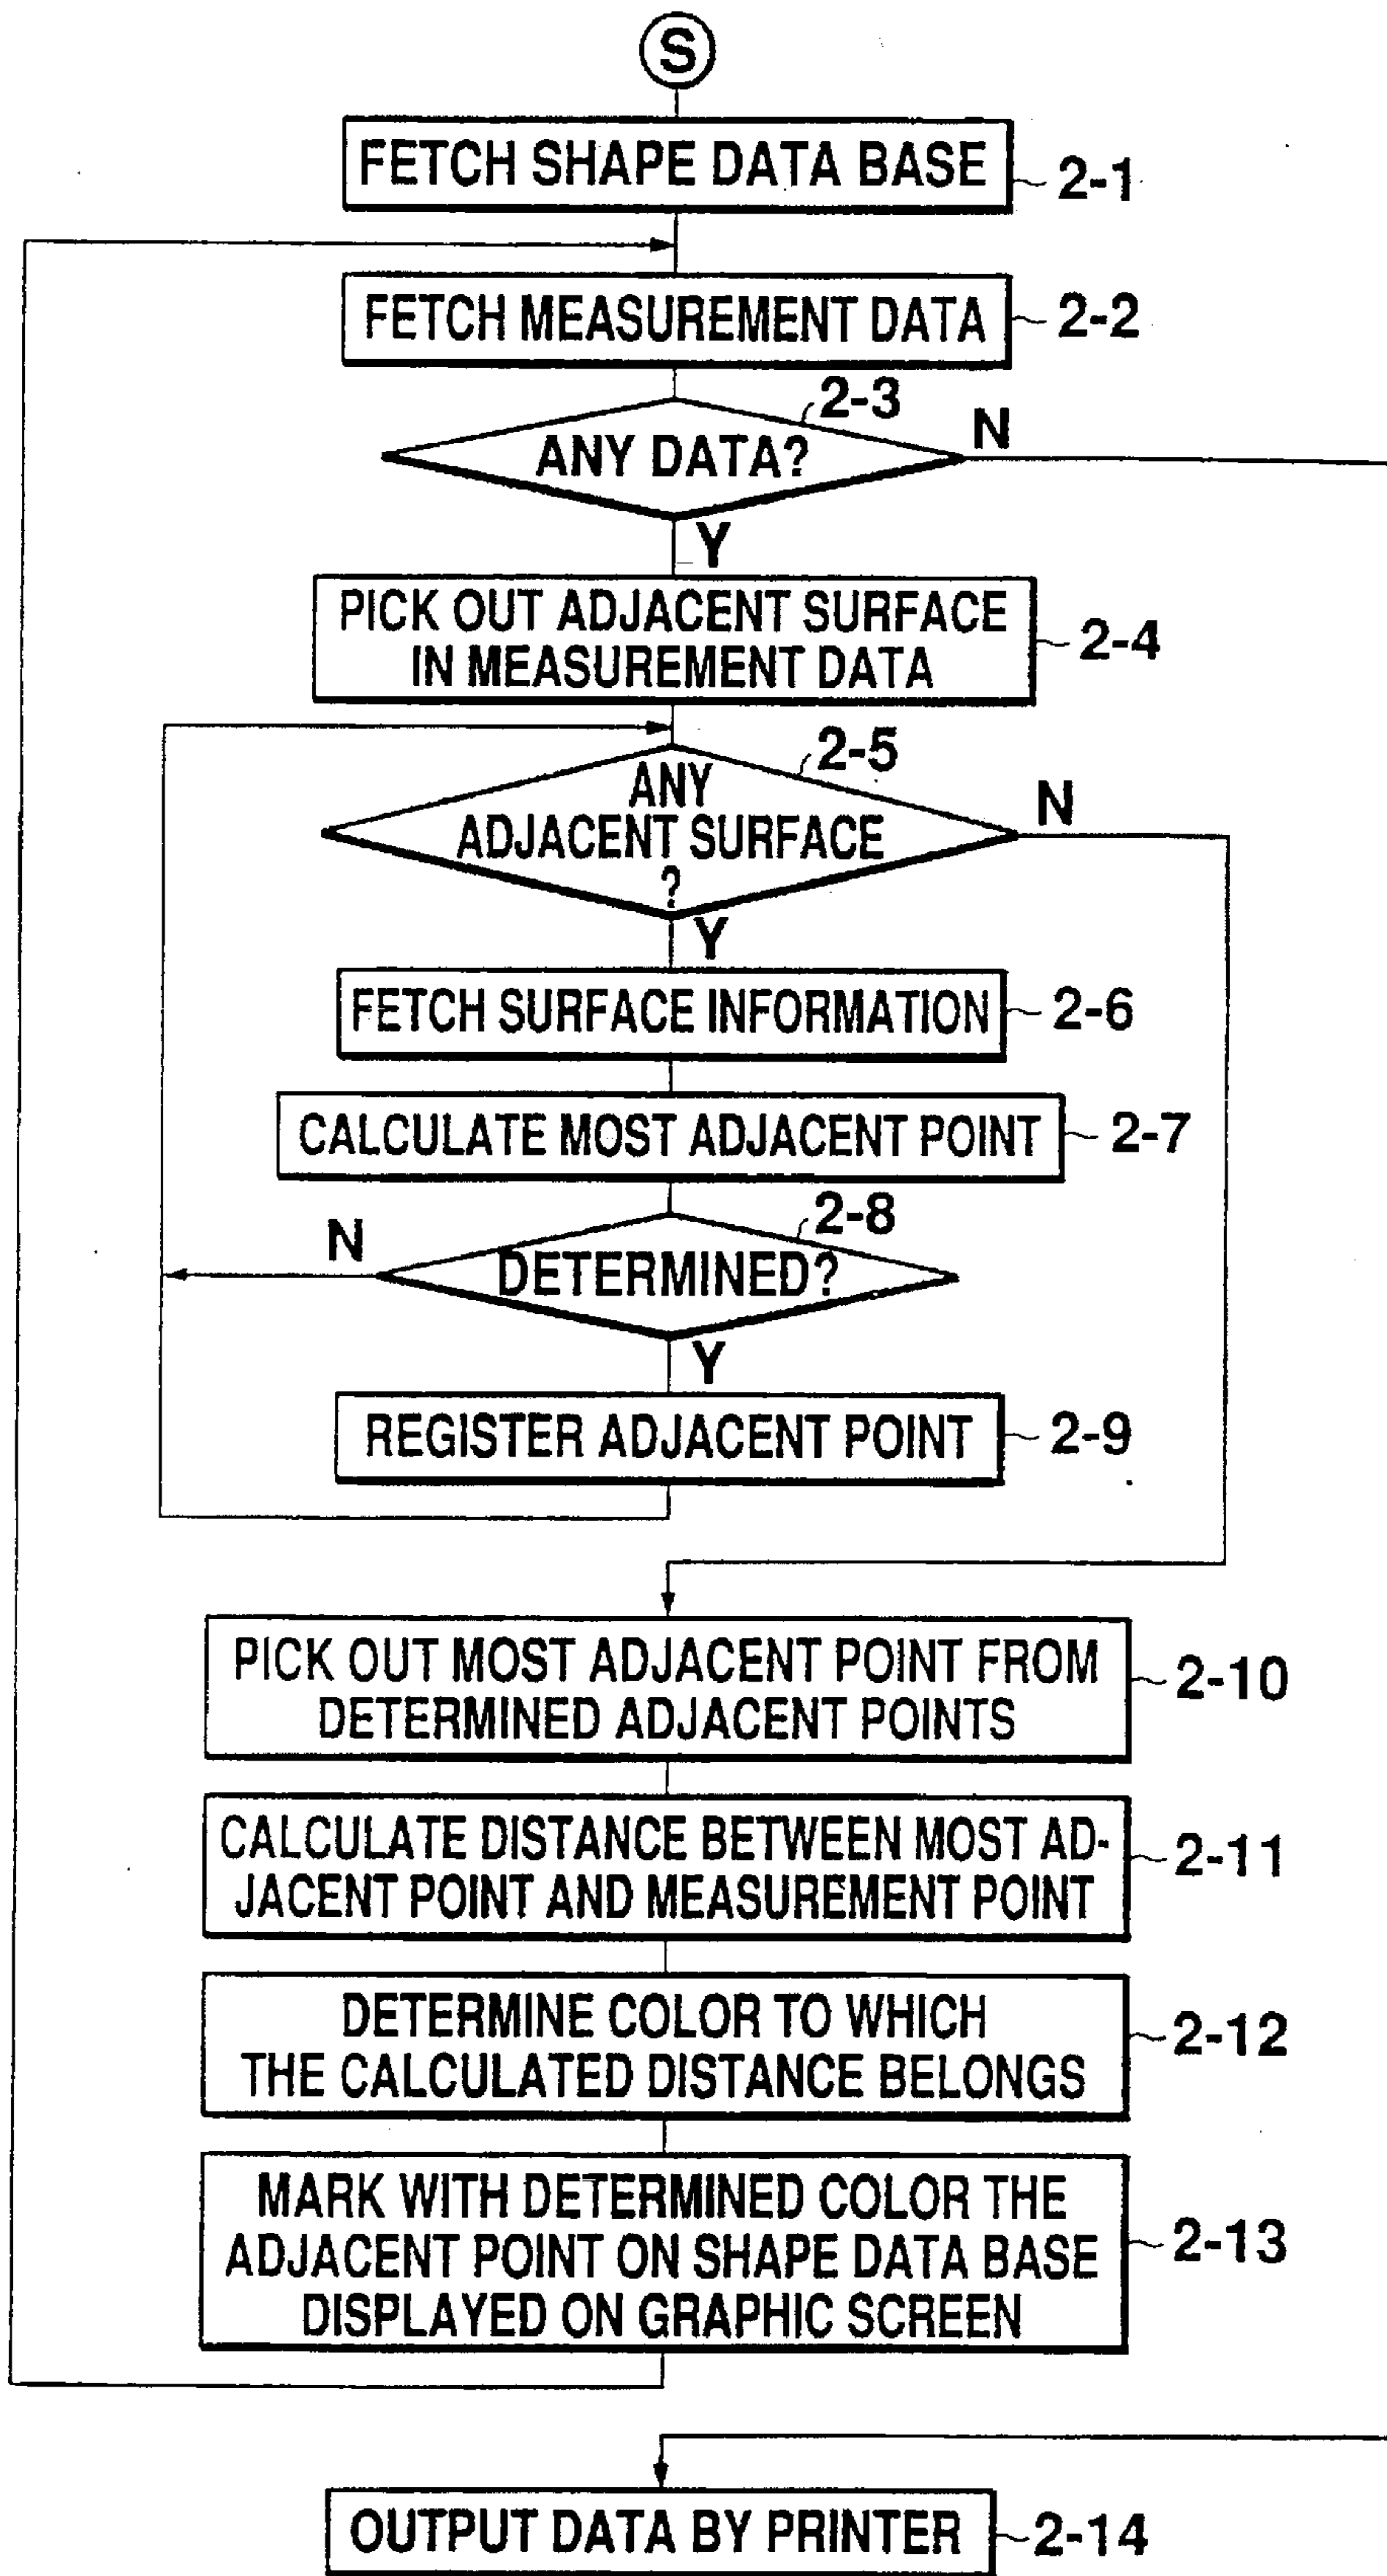 S
FETCH SHAPE DATA BASE
2-1
FETCH MEASUREMENT DATA
2-2
2-3
ANY DATA?
N
Y
PICK OUT ADJACENT SURFACE
IN MEASUREMENT DATA
2-4
2-5
ANY
ADJACENT SURFACE
?
N
Y
FETCH SURFACE INFORMATION
2-6
CALCULATE MOST ADJACENT POINT
2-7
2-8
N
DETERMINED?
Y
REGISTER ADJACENT POINT
2-9
PICK OUT MOST ADJACENT POINT FROM
DETERMINED ADJACENT POINTS
2-10
CALCULATE DISTANCE BETWEEN MOST AD-
JACENT POINT AND MEASUREMENT POINT
2-11
DETERMINE COLOR TO WHICH
THE CALCULATED DISTANCE BELONGS
2-12
MARK WITH DETERMINED COLOR THE
ADJACENT POINT ON SHAPE DATA BASE
DISPLAYED ON GRAPHIC SCREEN
2-13
OUTPUT DATA BY PRINTER
2-14